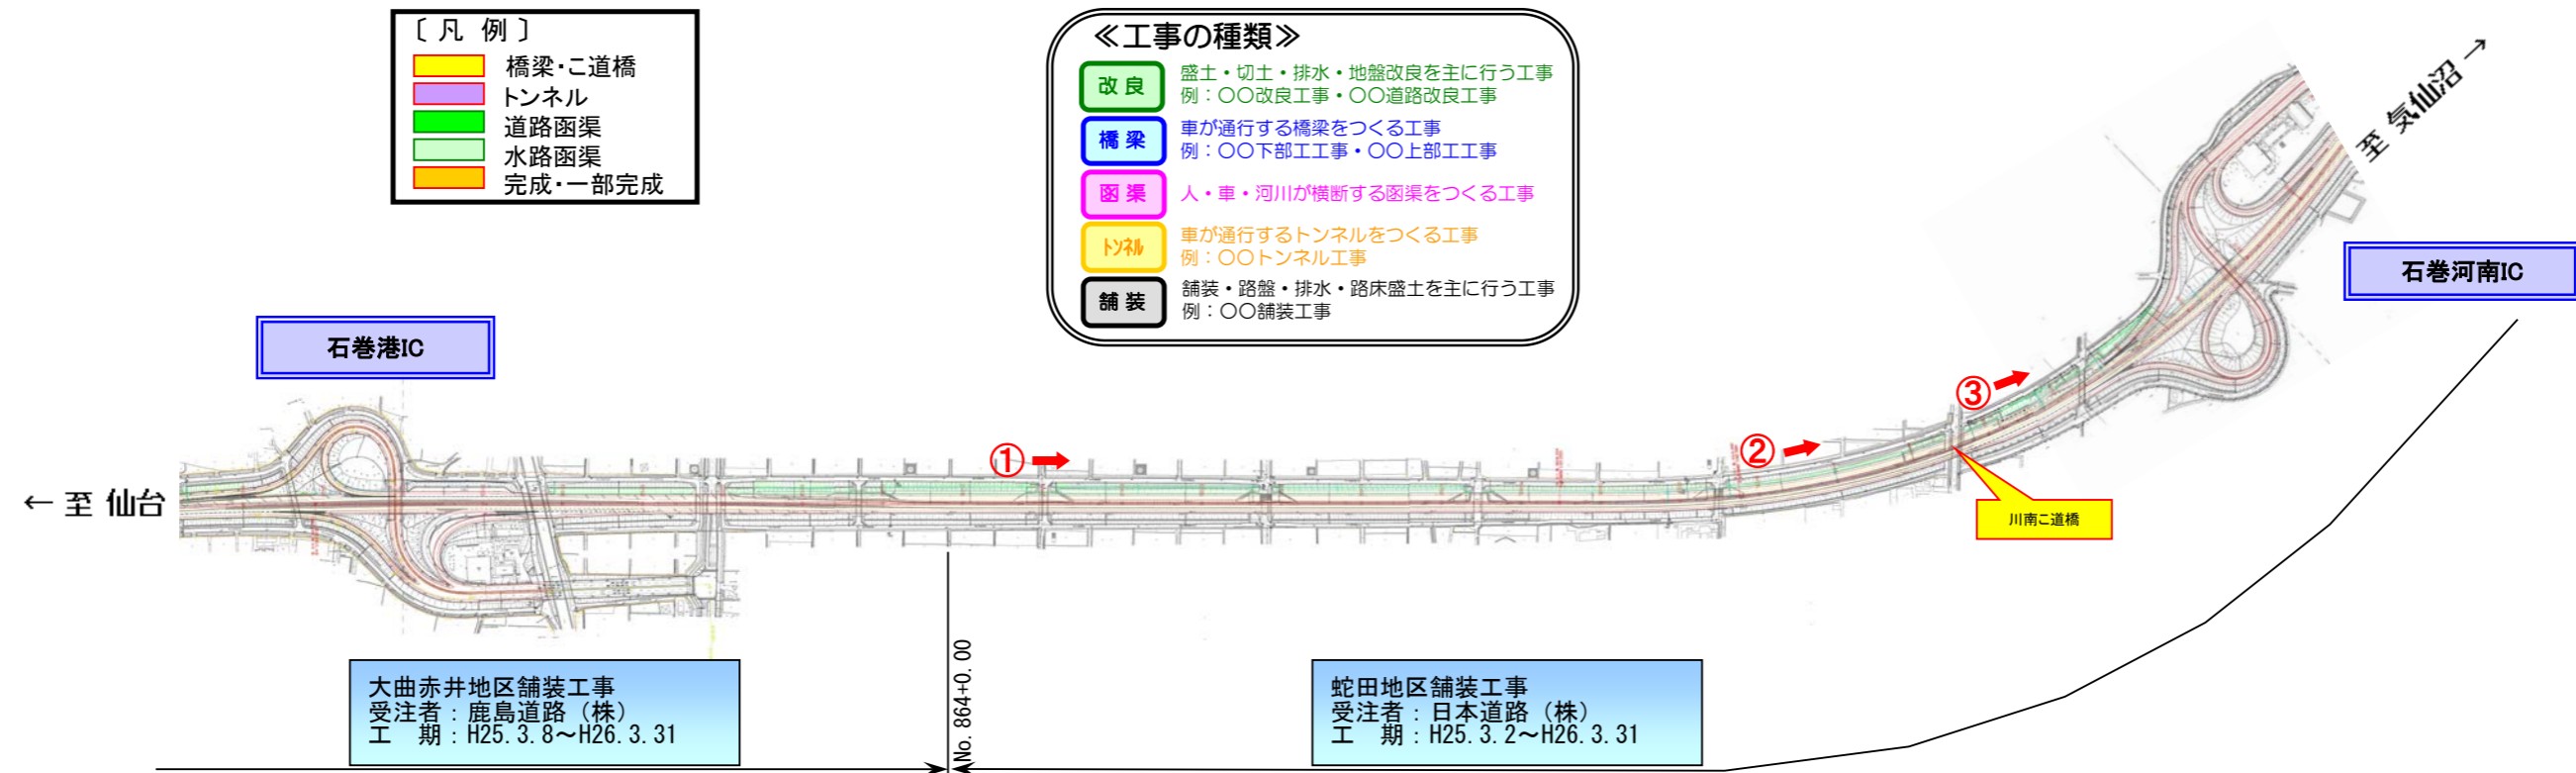 〔 凡 例 〕
橋梁・こ道橋
トンネル
道路函渠
水路函渠
完成・一部完成
≪工事の種類≫
改良
盛土・切土・排水・地盤改良を主に行う工事
例：〇〇改良工事・〇〇道路改良工事
橋梁
車が通行する橋梁をつくる工事
例：〇〇下部工工事・〇〇上部工工事
函渠
人・車・河川が横断する函渠をつくる工事
トンネル
車が通行するトンネルをつくる工事
例：〇〇トンネル工事
舗装
舗装・路盤・排水・路床盛土を主に行う工事
例：〇〇舗装工事
至 気仙沼 →
石巻河南IC
石巻港IC
← 至 仙台
①
②
③
川南こ道橋
No. 864+0. 00
大曲赤井地区舗装工事
受注者：鹿島道路（株）
工　期：H25. 3. 8～H26. 3. 31
蛇田地区舗装工事
受注者：日本道路（株）
工　期：H25. 3. 2～H26. 3. 31